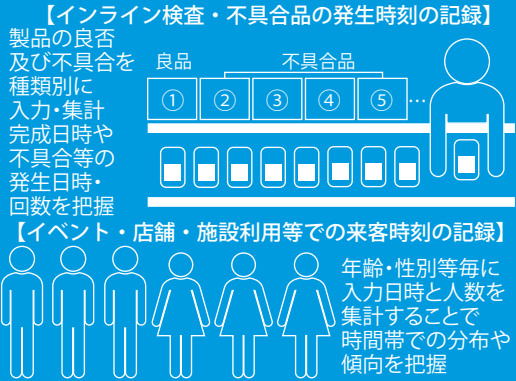 【インライン検査・不具合品の発生時刻の記録】
製品の良否
及び不具合を
種類別に
入力・集計
完成日時や
不具合等の
発生日時・
回数を把握
良品 不具合品
① ② ③ ④ ⑤ …
【イベント・店舗・施設利用等での来客時刻の記録】
年齢・性別等毎に
入力日時と人数を
集計することで
時間帯での分布や
傾向を把握